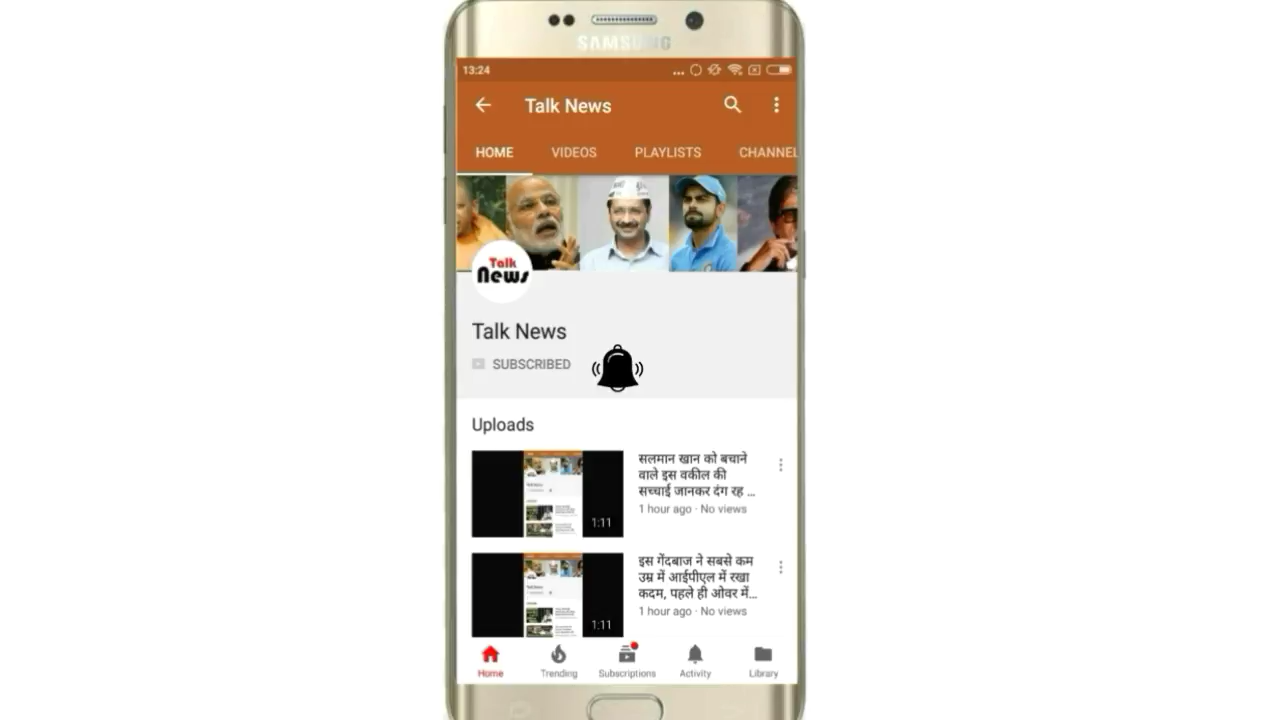 SAMSUNG
13:24
Talk News
HOME VIDEOS PLAYLISTS CHANNEL
Talk
News
Talk News
SUBSCRIBED
Uploads
सलमान खान को बचाने
वाले इस वकील की
सच्चाई जानकर दंग रह ...
1 hour ago · No views
1:11
इस गेंदबाज ने सबसे कम
उम्र में आईपीएल में रखा
कदम, पहले ही ओवर में...
1 hour ago · No views
1:11
Home Trending Subscriptions Activity Library